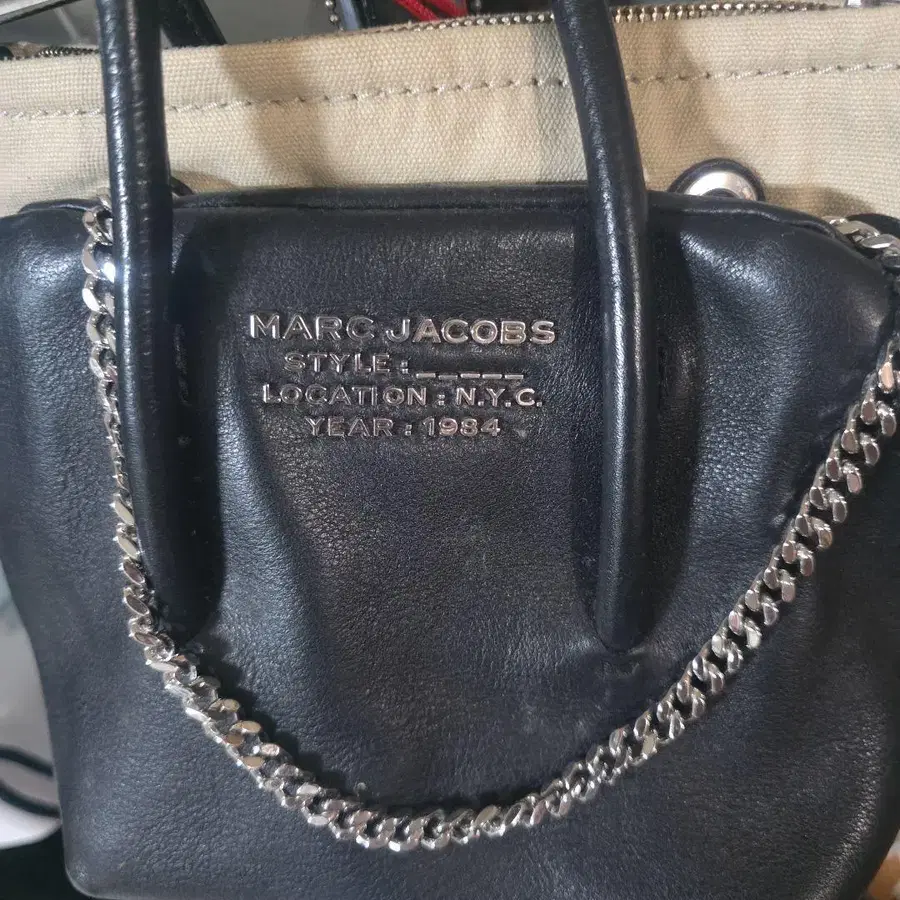 MARC JACOBS
STYLE : _ _ _ _ _
LOCATION : N.Y.C.
YEAR : 1984